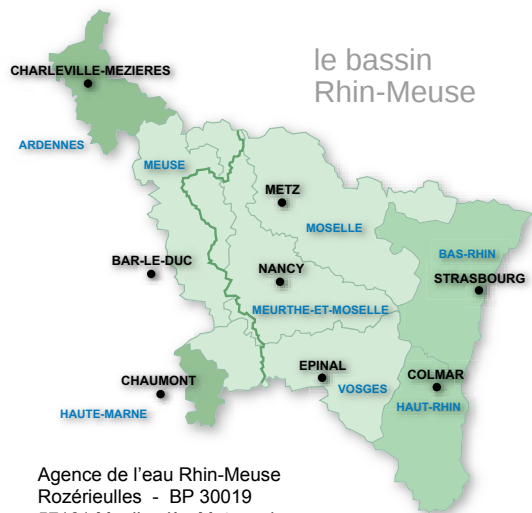 le bassin
Rhin-Meuse
CHARLEVILLE-MEZIERES
ARDENNES
MEUSE
METZ
MOSELLE
BAS-RHIN
BAR-LE-DUC
NANCY
STRASBOURG
MEURTHE-ET-MOSELLE
EPINAL
CHAUMONT
VOSGES
COLMAR
HAUTE-MARNE
HAUT-RHIN
Agence de l'eau Rhin-Meuse
Rozérieulles - BP 30019